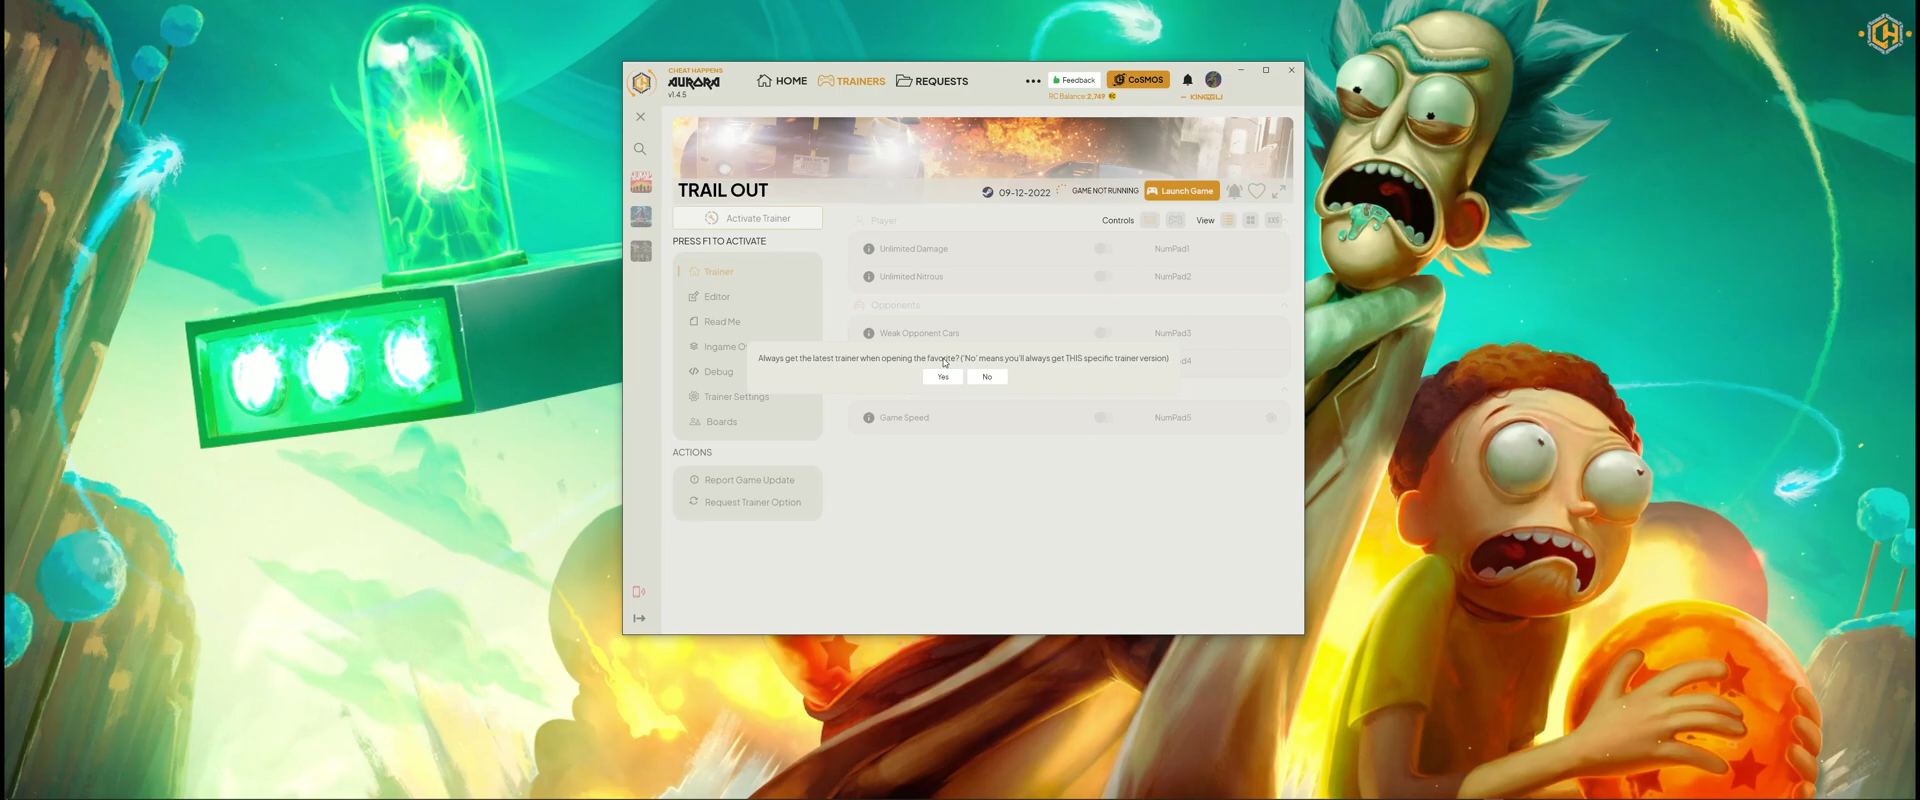 CHEAT HAPPENS
AURORA
v1.4.5
HOME
TRAINERS
REQUESTS
Feedback
CoSMOS
RC Balance:2,749
KINGELJ
TRAIL OUT
09-12-2022
GAME NOT RUNNING
Launch Game
Activate Trainer
Player
Controls
View
XXS
PRESS F1 TO ACTIVATE
Unlimited Damage
NumPad1
Trainer
Unlimited Nitrous
NumPad2
Editor
Opponents
Read Me
Weak Opponent Cars
NumPad3
Ingame O
Always get the latest trainer when opening the favorite? ('No' means you'll always get THIS specific trainer version)
d4
Yes
No
Debug
Trainer Settings
Boards
Game Speed
NumPad5
ACTIONS
Report Game Update
Request Trainer Option